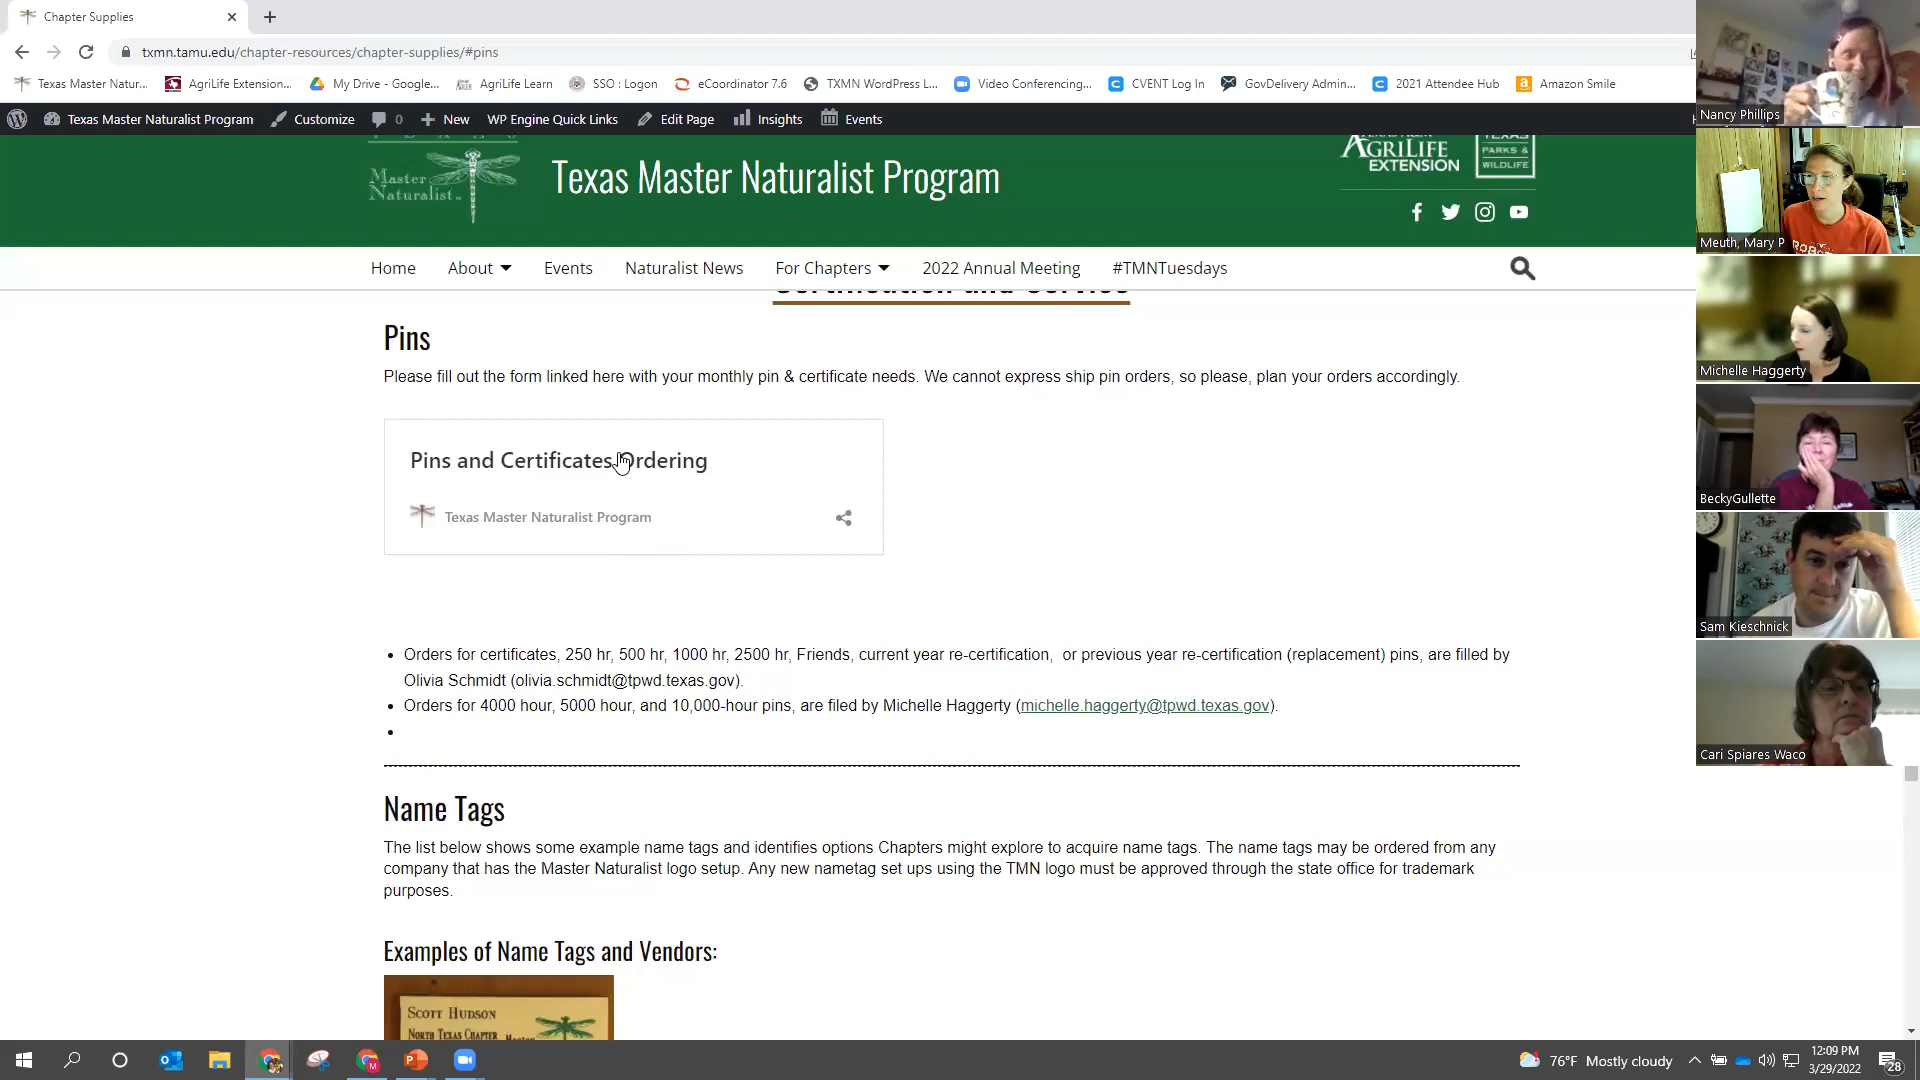 Chapter Supplies
txmn.tamu.edu/chapter-resources/chapter-supplies/#pins
Texas Master Natur... AgriLife Extension... My Drive - Google... AgriLife Learn SSO : Logon eCoordinator 7.6 TXMN WordPress L... Video Conferencing... CVENT Log In GovDelivery Admin... 2021 Attendee Hub Amazon Smile
Texas Master Naturalist Program Customize 0 New WP Engine Quick Links Edit Page Insights Events
Master Naturalist
Texas Master Naturalist Program
AGRILIFE EXTENSION
TEXAS PARKS & WILDLIFE
Home About Events Naturalist News For Chapters 2022 Annual Meeting #TMNTuesdays
Certification and Service
Pins
Please fill out the form linked here with your monthly pin & certificate needs. We cannot express ship pin orders, so please, plan your orders accordingly.
Pins and Certificates Ordering
Texas Master Naturalist Program
• Orders for certificates, 250 hr, 500 hr, 1000 hr, 2500 hr, Friends, current year re-certification, or previous year re-certification (replacement) pins, are filled by
Olivia Schmidt (olivia.schmidt@tpwd.texas.gov).
• Orders for 4000 hour, 5000 hour, and 10,000-hour pins, are filed by Michelle Haggerty (michelle.haggerty@tpwd.texas.gov).
•
Name Tags
The list below shows some example name tags and identifies options Chapters might explore to acquire name tags. The name tags may be ordered from any
company that has the Master Naturalist logo setup. Any new nametag set ups using the TMN logo must be approved through the state office for trademark
purposes.
Examples of Name Tags and Vendors:
SCOTT HUDSON
NORTH TEXAS CHAPTER
Nancy Phillips
Meuth, Mary P
Michelle Haggerty
BeckyGullette
Sam Kieschnick
Cari Spiares Waco
76°F Mostly cloudy
12:09 PM
3/29/2022
28